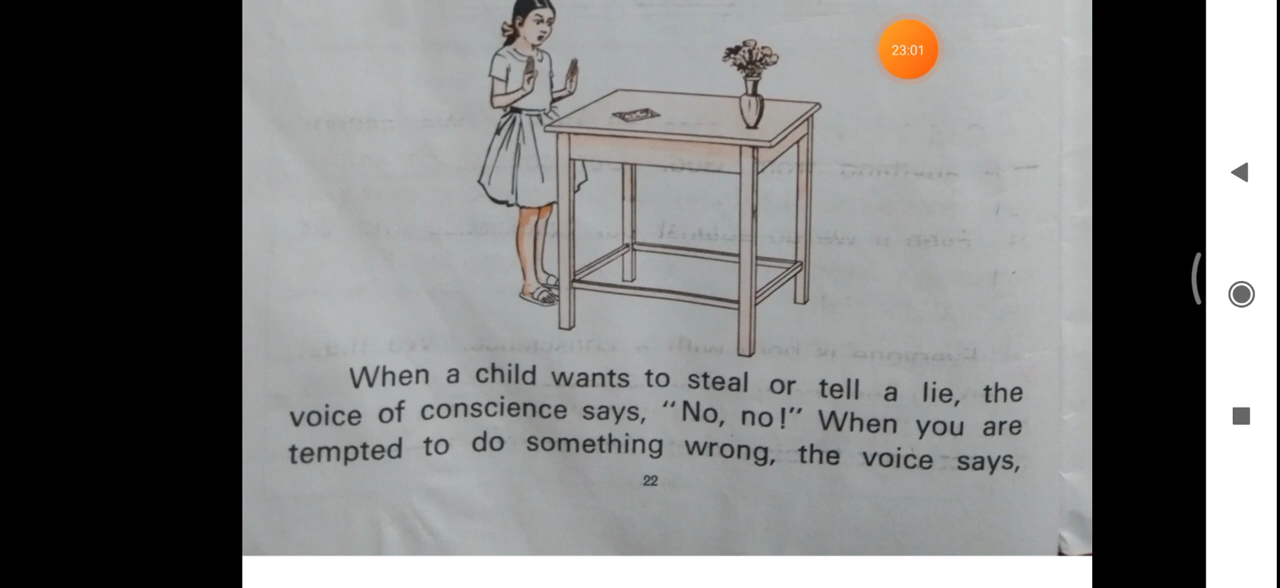 23:01
When a child wants to steal or tell a lie, the
voice of conscience says, “No, no!” When you are
tempted to do something wrong, the voice says,
22